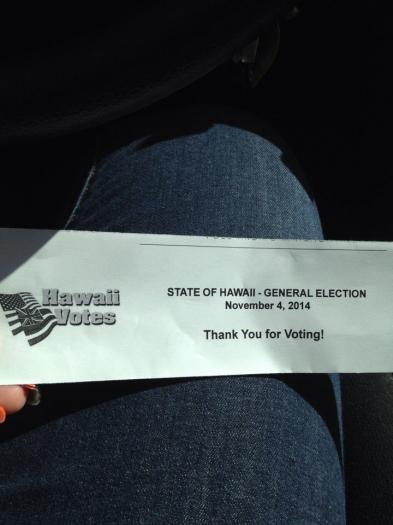 Hawaii
Votes
STATE OF HAWAII - GENERAL ELECTION
November 4, 2014
Thank You for Voting!